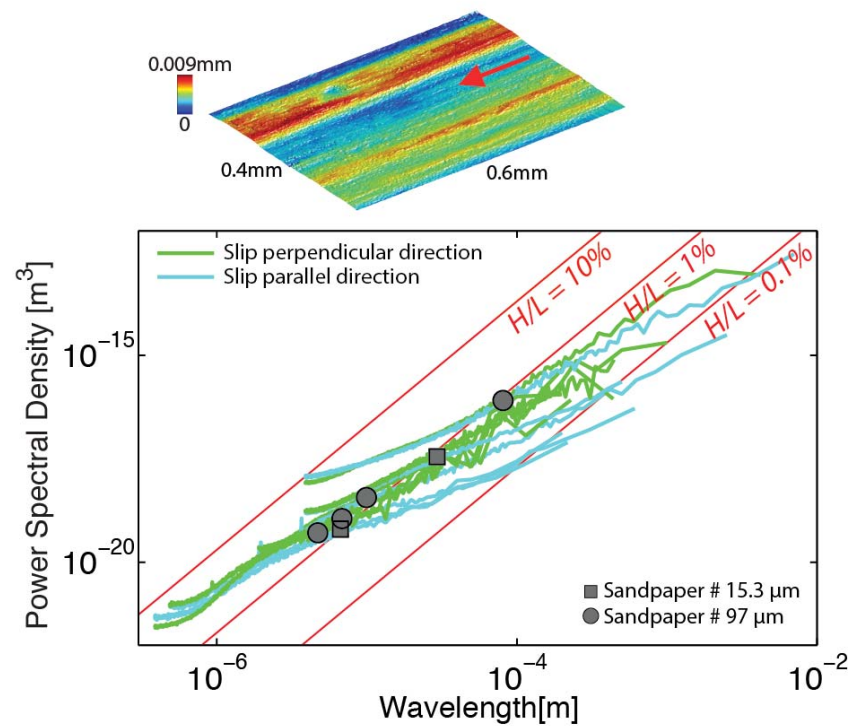 0.009mm
0
0.4mm
0.6mm
Slip perpendicular direction
Slip parallel direction
H/L = 10%
H/L = 1%
H/L = 0.1%
Power Spectral Density [m³]
10⁻¹⁵
10⁻²⁰
Sandpaper # 15.3 µm
Sandpaper # 97 µm
10⁻⁶
10⁻⁴
10⁻²
Wavelength[m]